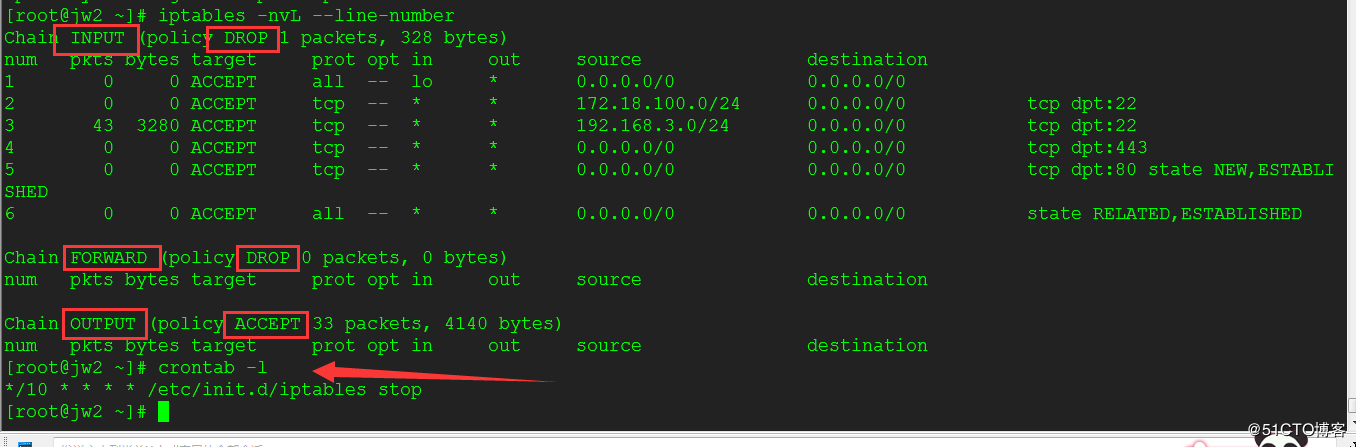 [root@jw2 ~]# iptables -nvL --line-number
Chain INPUT (policy DROP 1 packets, 328 bytes)
num   pkts bytes target     prot opt in     out     source               destination
1        0     0 ACCEPT     all  --  lo     *       0.0.0.0/0            0.0.0.0/0
2        0     0 ACCEPT     tcp  --  *      *       172.18.100.0/24      0.0.0.0/0           tcp dpt:22
3       43  3280 ACCEPT     tcp  --  *      *       192.168.3.0/24       0.0.0.0/0           tcp dpt:22
4        0     0 ACCEPT     tcp  --  *      *       0.0.0.0/0            0.0.0.0/0           tcp dpt:443
5        0     0 ACCEPT     tcp  --  *      *       0.0.0.0/0            0.0.0.0/0           tcp dpt:80 state NEW,ESTABLI
SHED
6        0     0 ACCEPT     all  --  *      *       0.0.0.0/0            0.0.0.0/0           state RELATED,ESTABLISHED
Chain FORWARD (policy DROP 0 packets, 0 bytes)
num   pkts bytes target     prot opt in     out     source               destination
Chain OUTPUT (policy ACCEPT 33 packets, 4140 bytes)
num   pkts bytes target     prot opt in     out     source               destination
[root@jw2 ~]# crontab -l
*/10 * * * * /etc/init.d/iptables stop
[root@jw2 ~]#
@51CTO博客